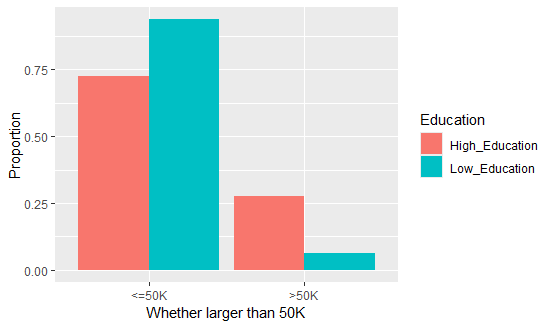 0.75
0.50
0.25
0.00
Proportion
<=50K
>50K
Whether larger than 50K
Education
High_Education
Low_Education